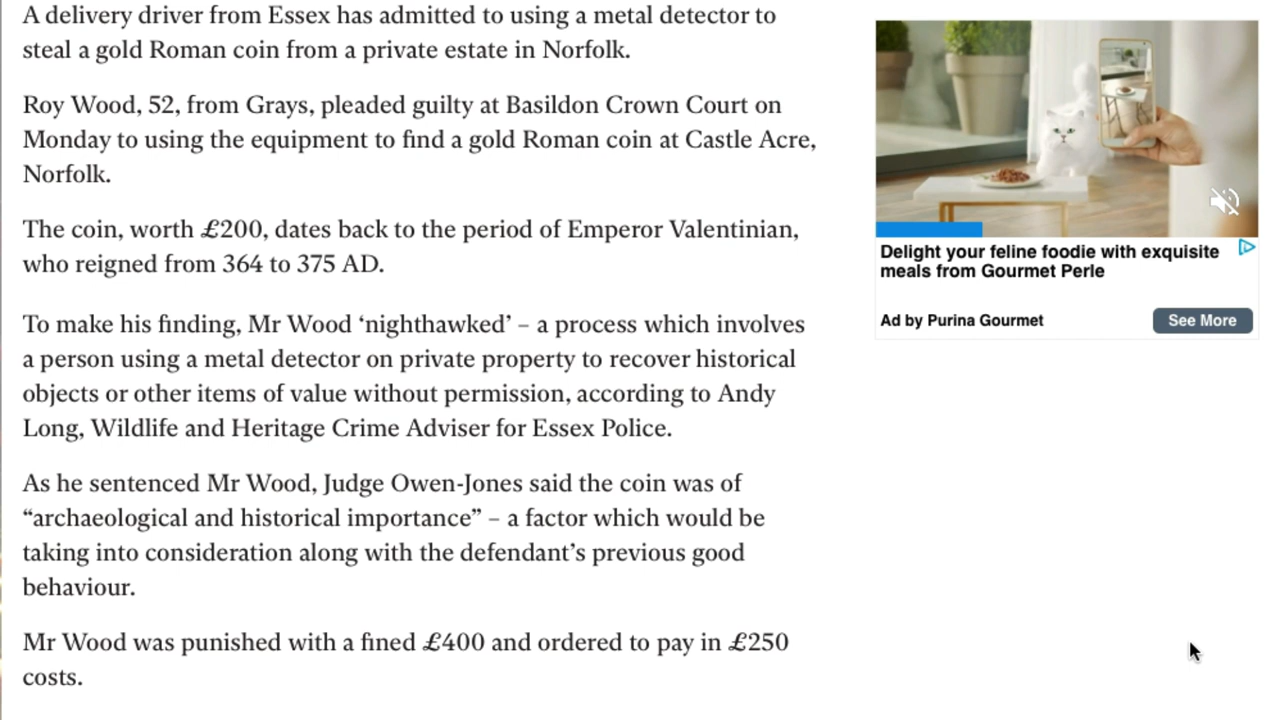 A delivery driver from Essex has admitted to using a metal detector to
steal a gold Roman coin from a private estate in Norfolk.
Roy Wood, 52, from Grays, pleaded guilty at Basildon Crown Court on
Monday to using the equipment to find a gold Roman coin at Castle Acre,
Norfolk.
The coin, worth £200, dates back to the period of Emperor Valentinian,
who reigned from 364 to 375 AD.
To make his finding, Mr Wood ‘nighthawked’ – a process which involves
a person using a metal detector on private property to recover historical
objects or other items of value without permission, according to Andy
Long, Wildlife and Heritage Crime Adviser for Essex Police.
As he sentenced Mr Wood, Judge Owen-Jones said the coin was of
“archaeological and historical importance” – a factor which would be
taking into consideration along with the defendant’s previous good
behaviour.
Mr Wood was punished with a fined £400 and ordered to pay in £250
costs.
Delight your feline foodie with exquisite
meals from Gourmet Perle
Ad by Purina Gourmet
See More